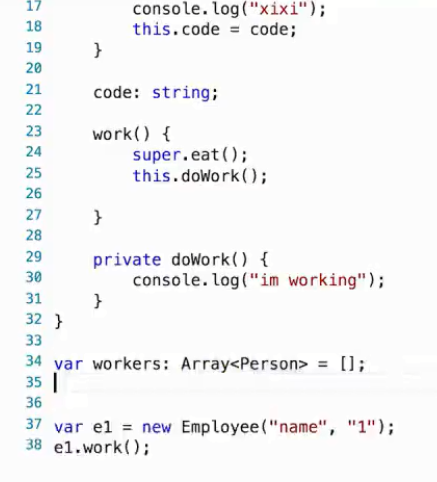 17 console.log("xixi");
18 this.code = code;
19 }
20
21 code: string;
22
23 work() {
24 super.eat();
25 this.doWork();
26
27 }
28
29 private doWork() {
30 console.log("im working");
31 }
32 }
33
34 var workers: Array<Person> = [];
35
36
37 var e1 = new Employee("name", "1");
38 e1.work();